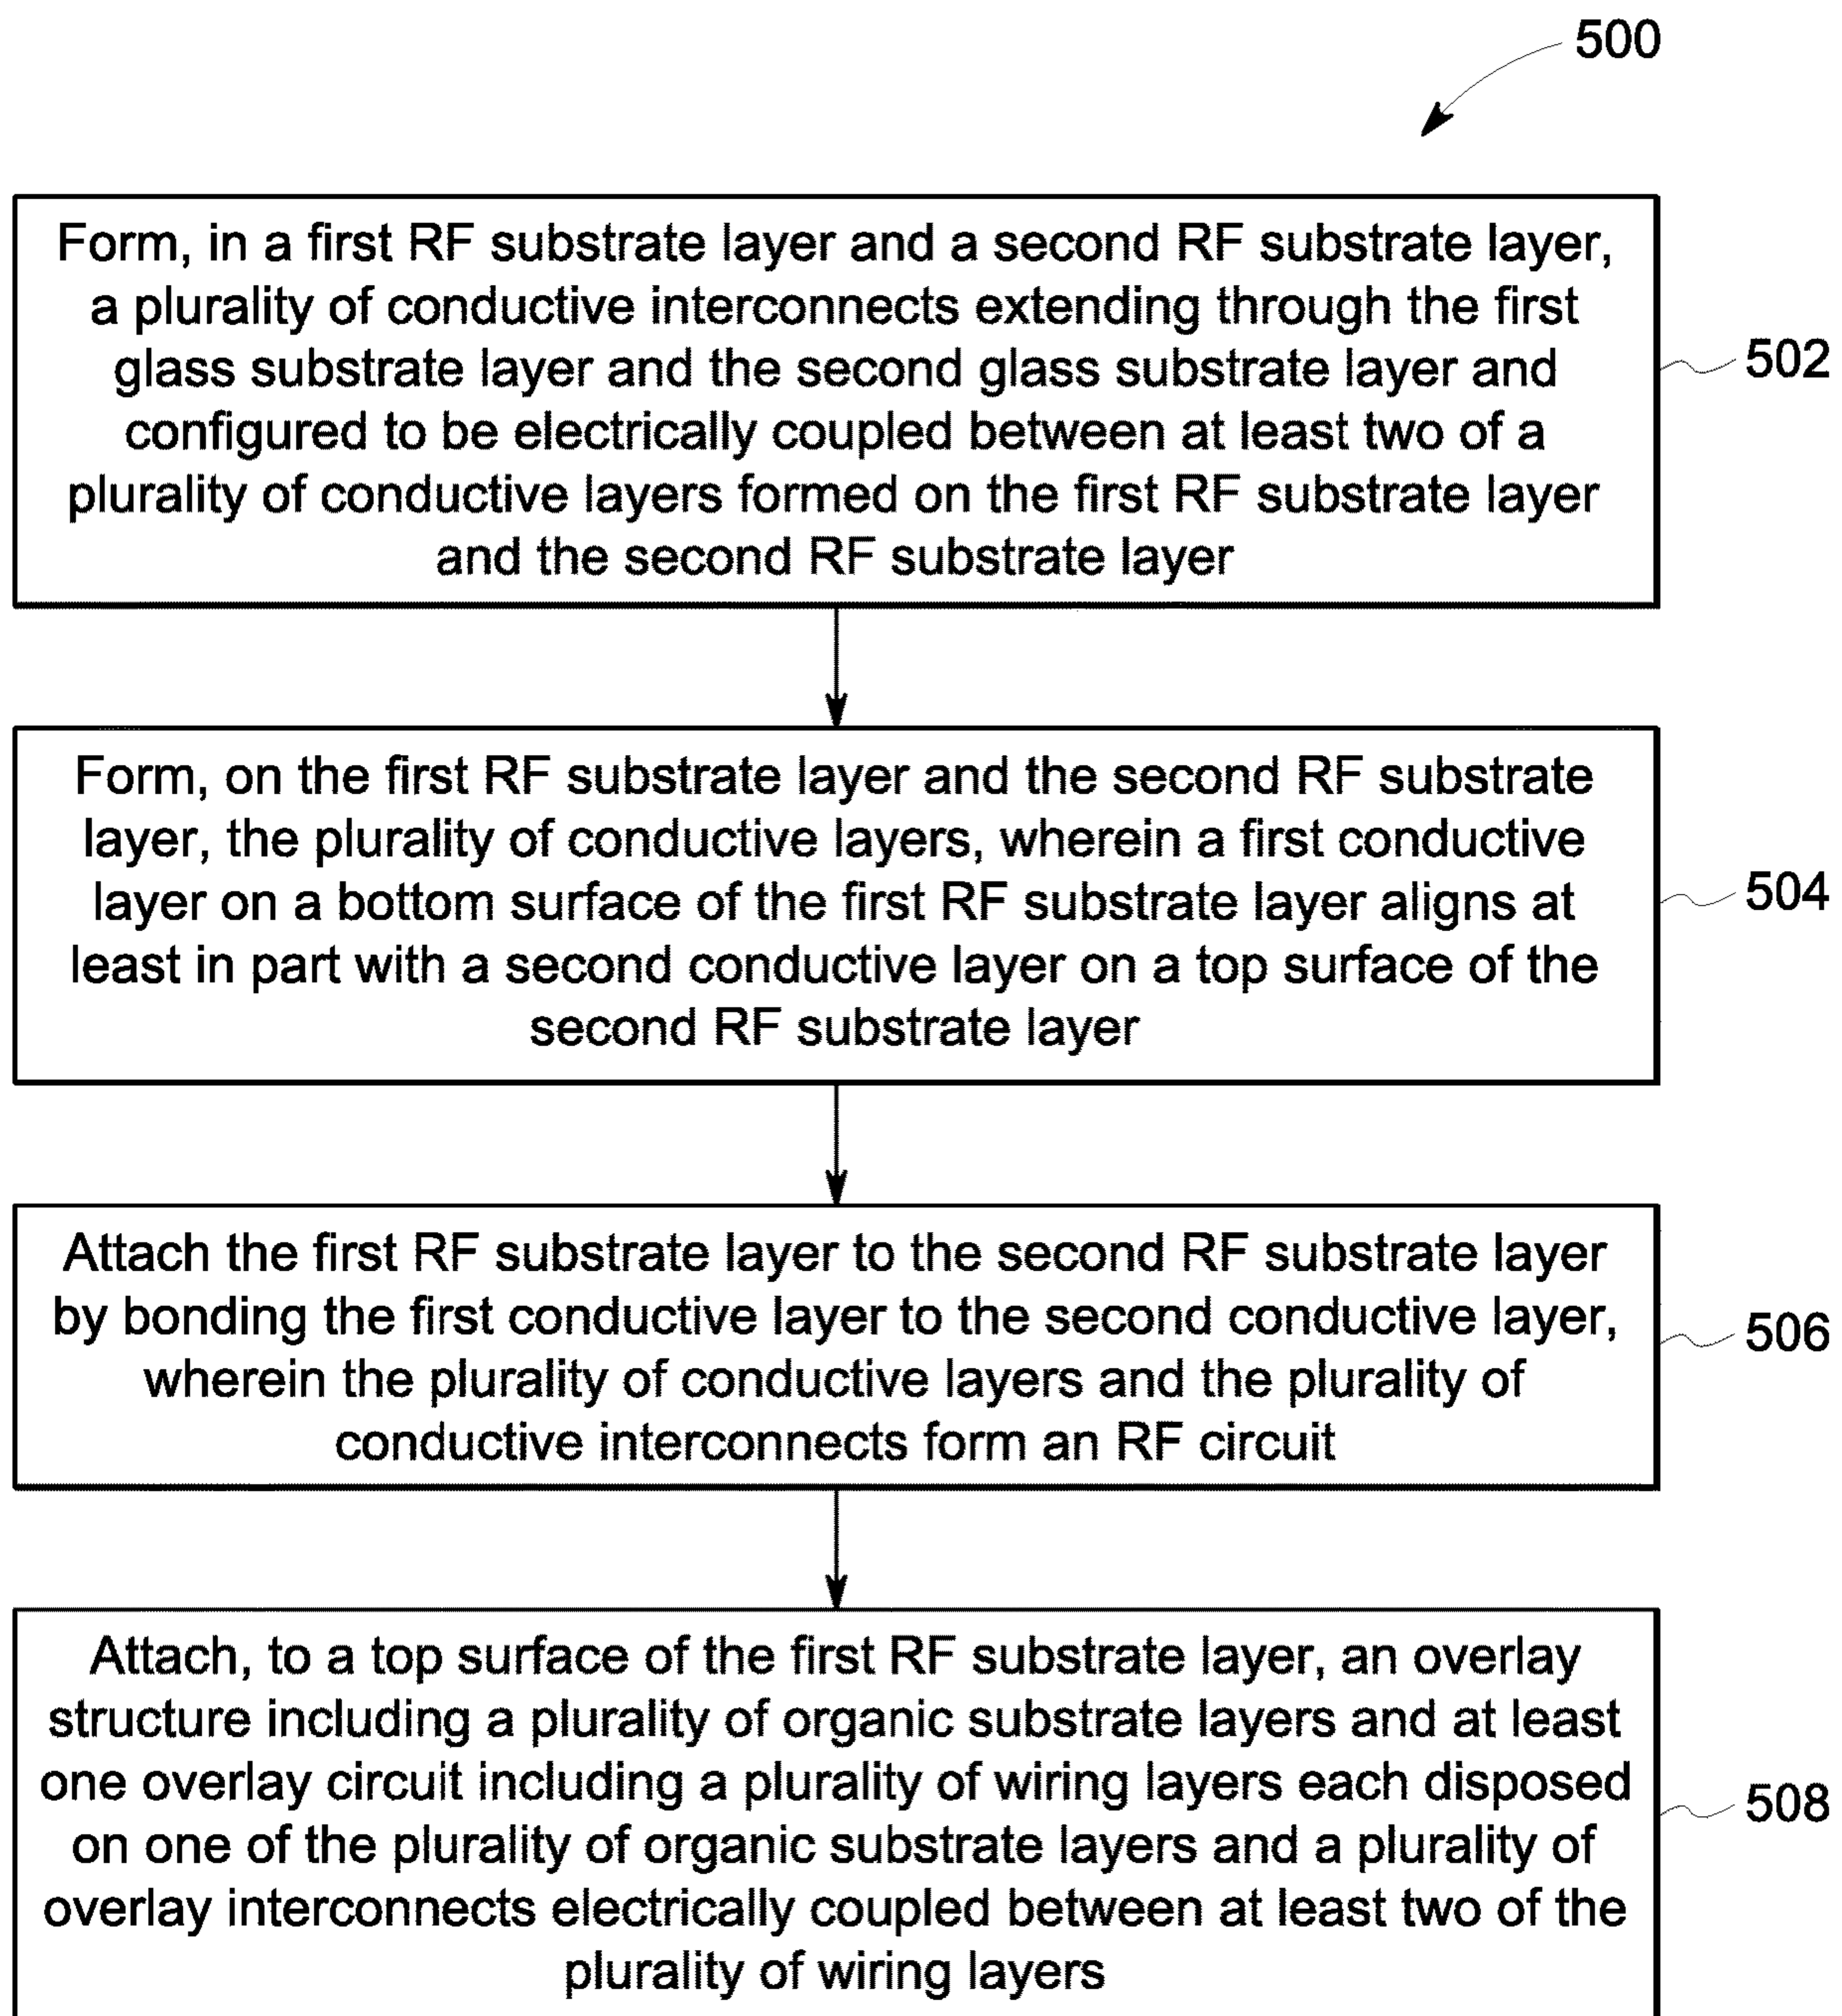 500
Form, in a first RF substrate layer and a second RF substrate layer,
a plurality of conductive interconnects extending through the first
glass substrate layer and the second glass substrate layer and
configured to be electrically coupled between at least two of a
plurality of conductive layers formed on the first RF substrate layer
and the second RF substrate layer
502
Form, on the first RF substrate layer and the second RF substrate
layer, the plurality of conductive layers, wherein a first conductive
layer on a bottom surface of the first RF substrate layer aligns at
least in part with a second conductive layer on a top surface of the
second RF substrate layer
504
Attach the first RF substrate layer to the second RF substrate layer
by bonding the first conductive layer to the second conductive layer,
wherein the plurality of conductive layers and the plurality of
conductive interconnects form an RF circuit
506
Attach, to a top surface of the first RF substrate layer, an overlay
structure including a plurality of organic substrate layers and at least
one overlay circuit including a plurality of wiring layers each disposed
on one of the plurality of organic substrate layers and a plurality of
overlay interconnects electrically coupled between at least two of the
plurality of wiring layers
508